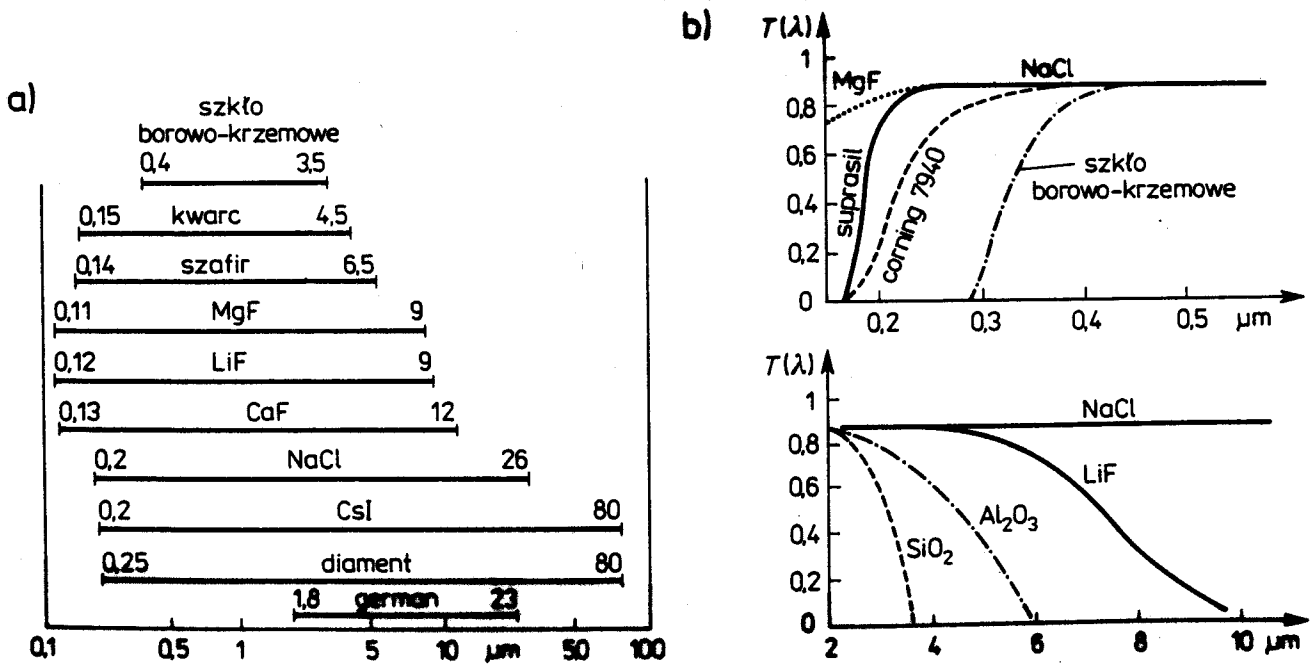 a)
szkło
borowo-krzemowe
0,4 3,5
0,15 kwarc 4,5
0,14 szafir 6,5
0,11 MgF 9
0,12 LiF 9
0,13 CaF 12
0,2 NaCl 26
0,2 CsI 80
0,25 diament 80
1,8 german 23
0,1 0,5 1 5 10 μm 50 100
b)
T(λ)
1
0,8
0,6
0,4
0,2
0
MgF
NaCl
suprasil
corning 7940
szkło
borowo-krzemowe
0,2 0,3 0,4 0,5 μm
T(λ)
1
0,8
0,6
0,4
0,2
0
NaCl
LiF
Al₂O₃
SiO₂
2 4 6 8 10 μm